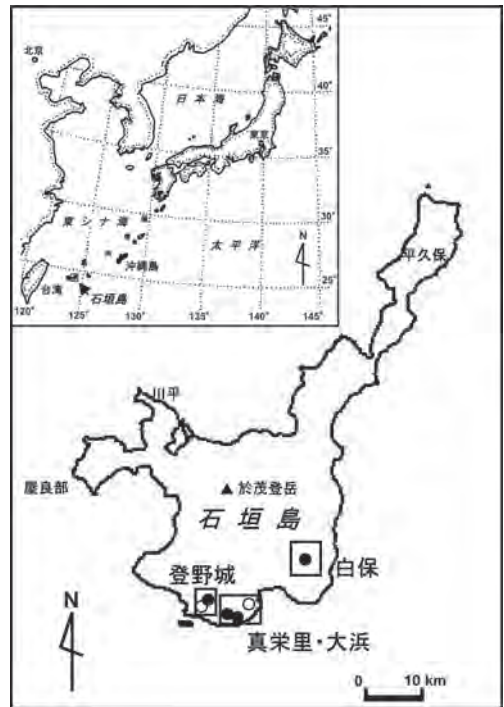 北京
45°
日本海
40°
東京
35°
東シナ海
30°
太平洋
N
沖縄島
台湾
石垣島
25°
120°
125°
130°
135°
140°
145°
平久保
川平
屋良部
▲ 於茂登岳
石垣島
白保
登野城
真栄里・大浜
N
0 10 km